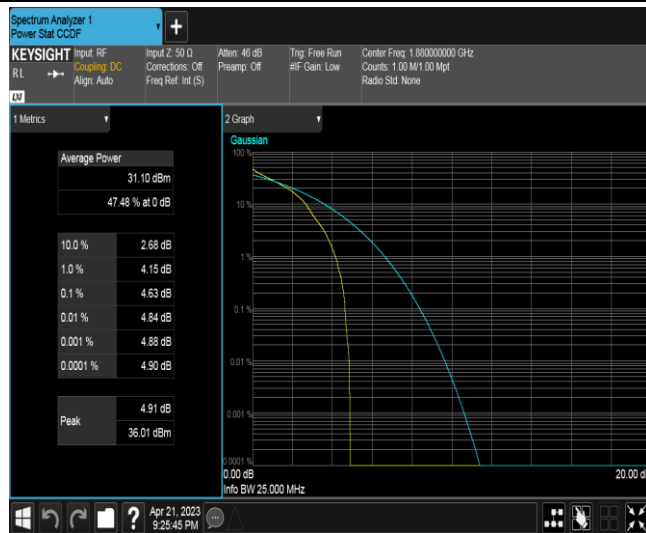 Spectrum Analyzer 1
Power Stat CCDF
+
KEYSIGHT
RL
LXI
Input: RF
Coupling: DC
Align: Auto
Input Z: 50 Ω
Corrections: Off
Freq Ref: Int (S)
Atten: 46 dB
Preamp: Off
Trig: Free Run
#IF Gain: Low
Center Freq: 1.880000000 GHz
Counts: 1.00 M/1.00 Mpt
Radio Std: None
1 Metrics
Average Power
31.10 dBm
47.48 % at 0 dB
10.0 % 2.68 dB
1.0 % 4.15 dB
0.1 % 4.63 dB
0.01 % 4.84 dB
0.001 % 4.88 dB
0.0001 % 4.90 dB
Peak
4.91 dB
36.01 dBm
2 Graph
Gaussian
100 %
10 %
1 %
0.1 %
0.01 %
0.001 %
0.0001 %
0.00 dB
20.00 d
Info BW 25.000 MHz
?
Apr 21, 2023
9:25:45 PM